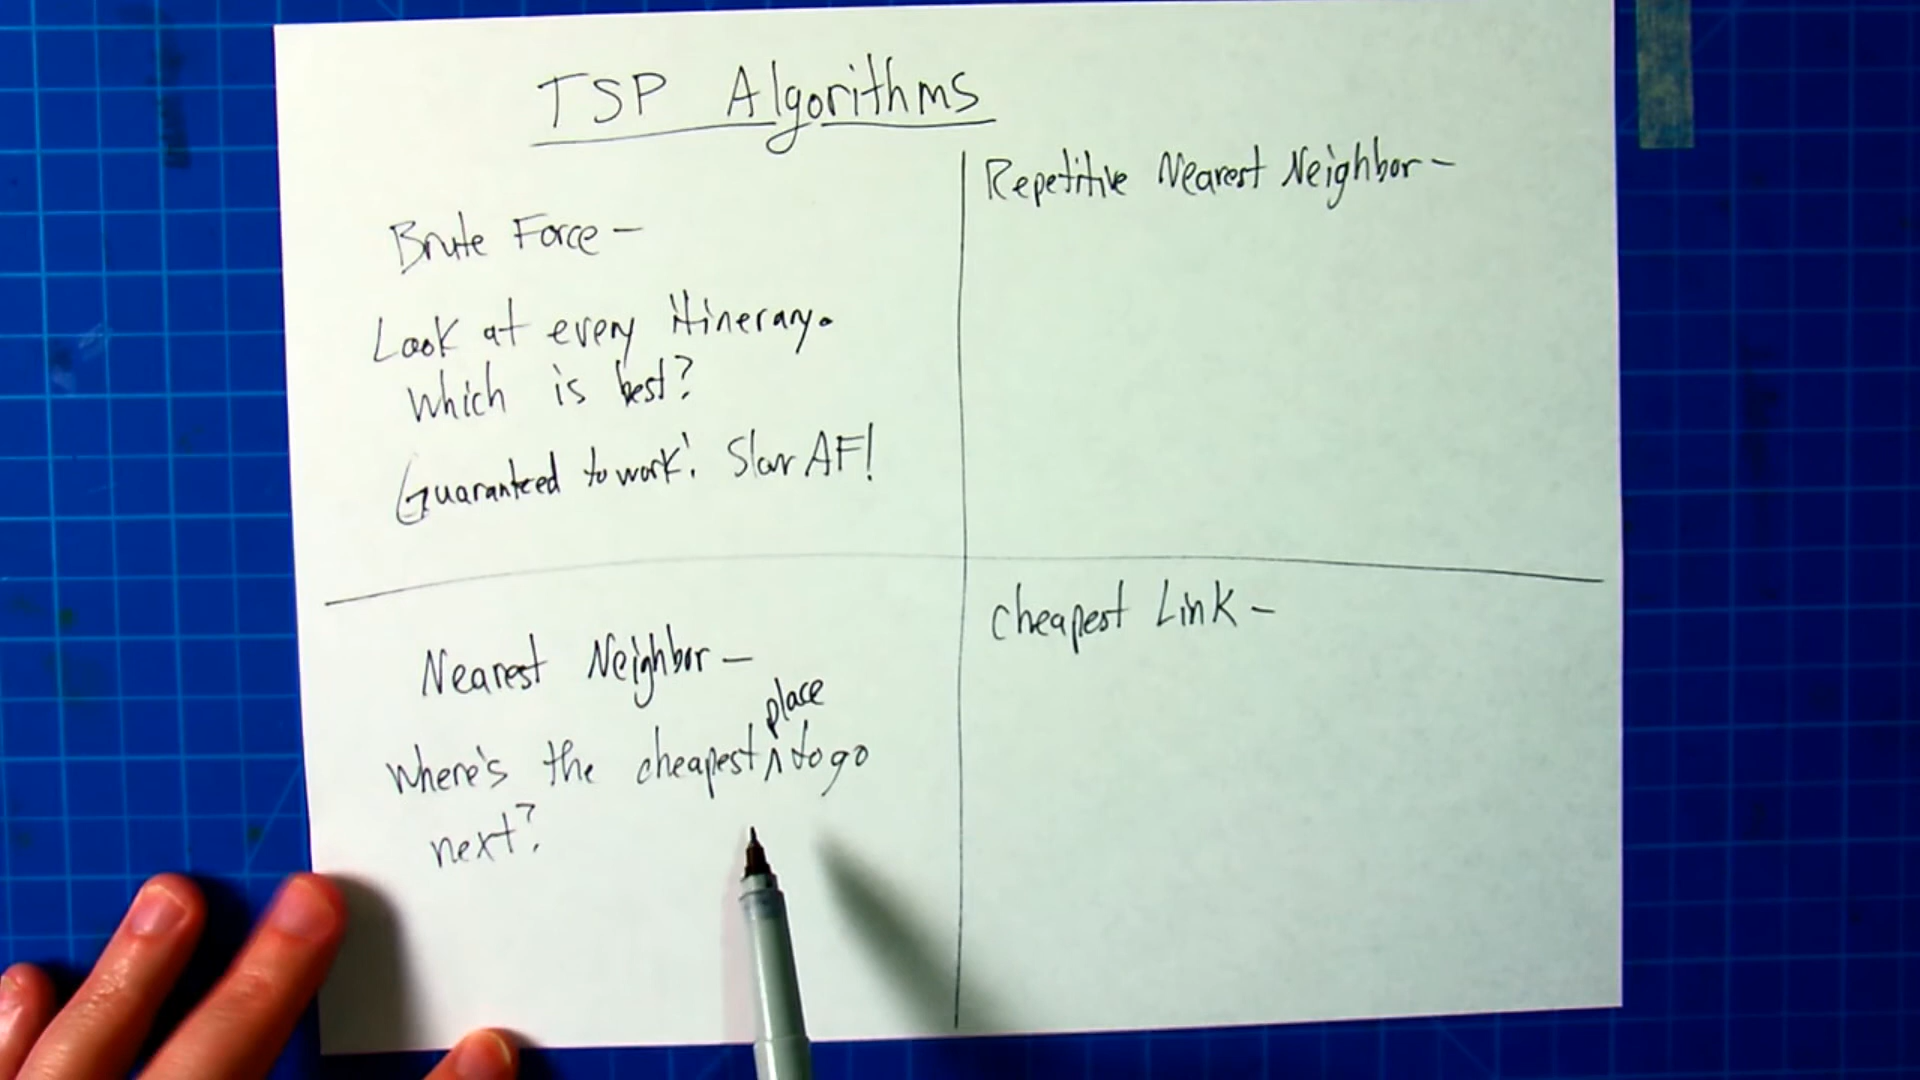 TSP Algorithms
Brute Force -
Look at every itinerary.
Which is best?
Guaranteed to work! Slow AF!
Repetitive Nearest Neighbor -
Nearest Neighbor -
Where's the cheapest ^ place to go
next?
Cheapest Link -